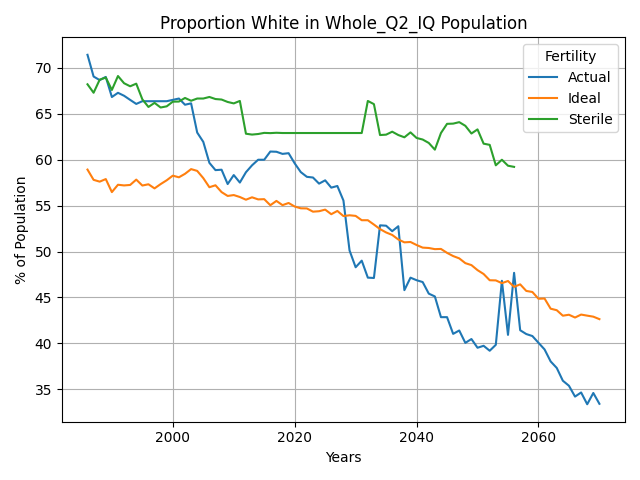 Proportion White in Whole_Q2_IQ Population
Fertility
Actual
Ideal
Sterile
% of Population
70
65
60
55
50
45
40
35
2000
2020
2040
2060
Years